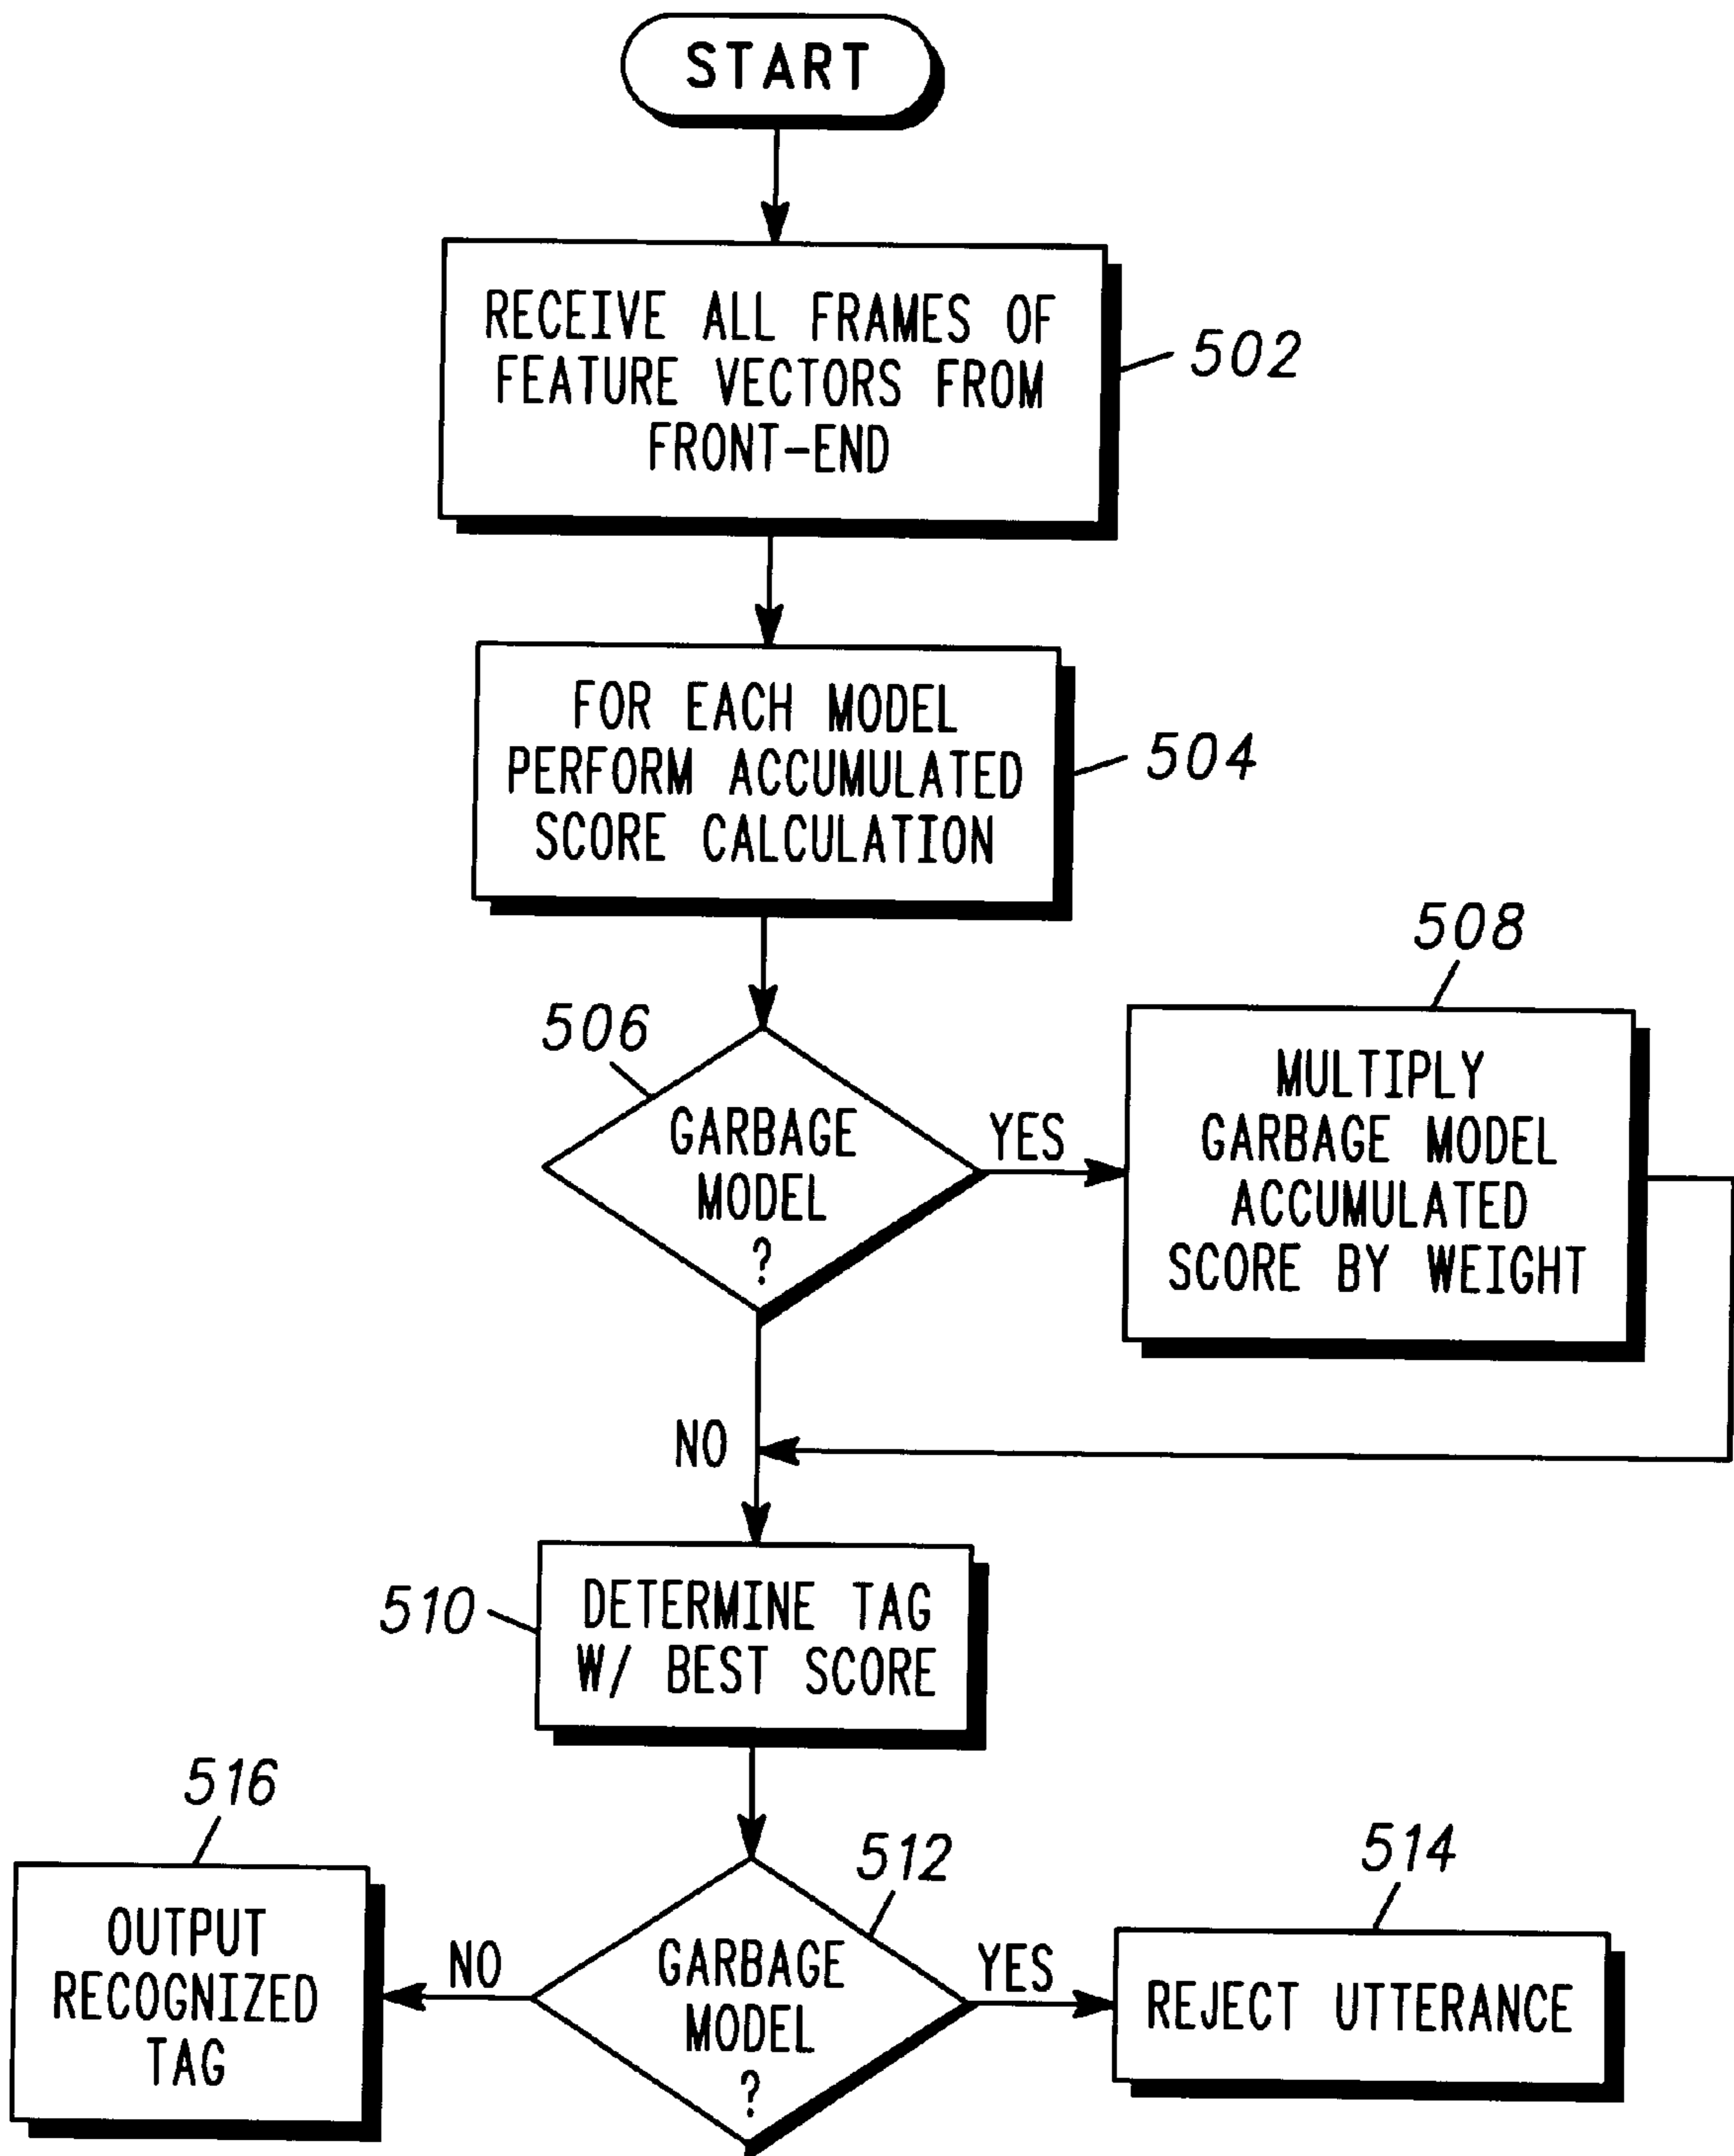 START
RECEIVE ALL FRAMES OF
FEATURE VECTORS FROM
FRONT-END
502
FOR EACH MODEL
PERFORM ACCUMULATED
SCORE CALCULATION
504
506
GARBAGE
MODEL
?
YES
508
MULTIPLY
GARBAGE MODEL
ACCUMULATED
SCORE BY WEIGHT
NO
510
DETERMINE TAG
W/ BEST SCORE
512
GARBAGE
MODEL
?
NO
516
OUTPUT
RECOGNIZED
TAG
YES
514
REJECT UTTERANCE